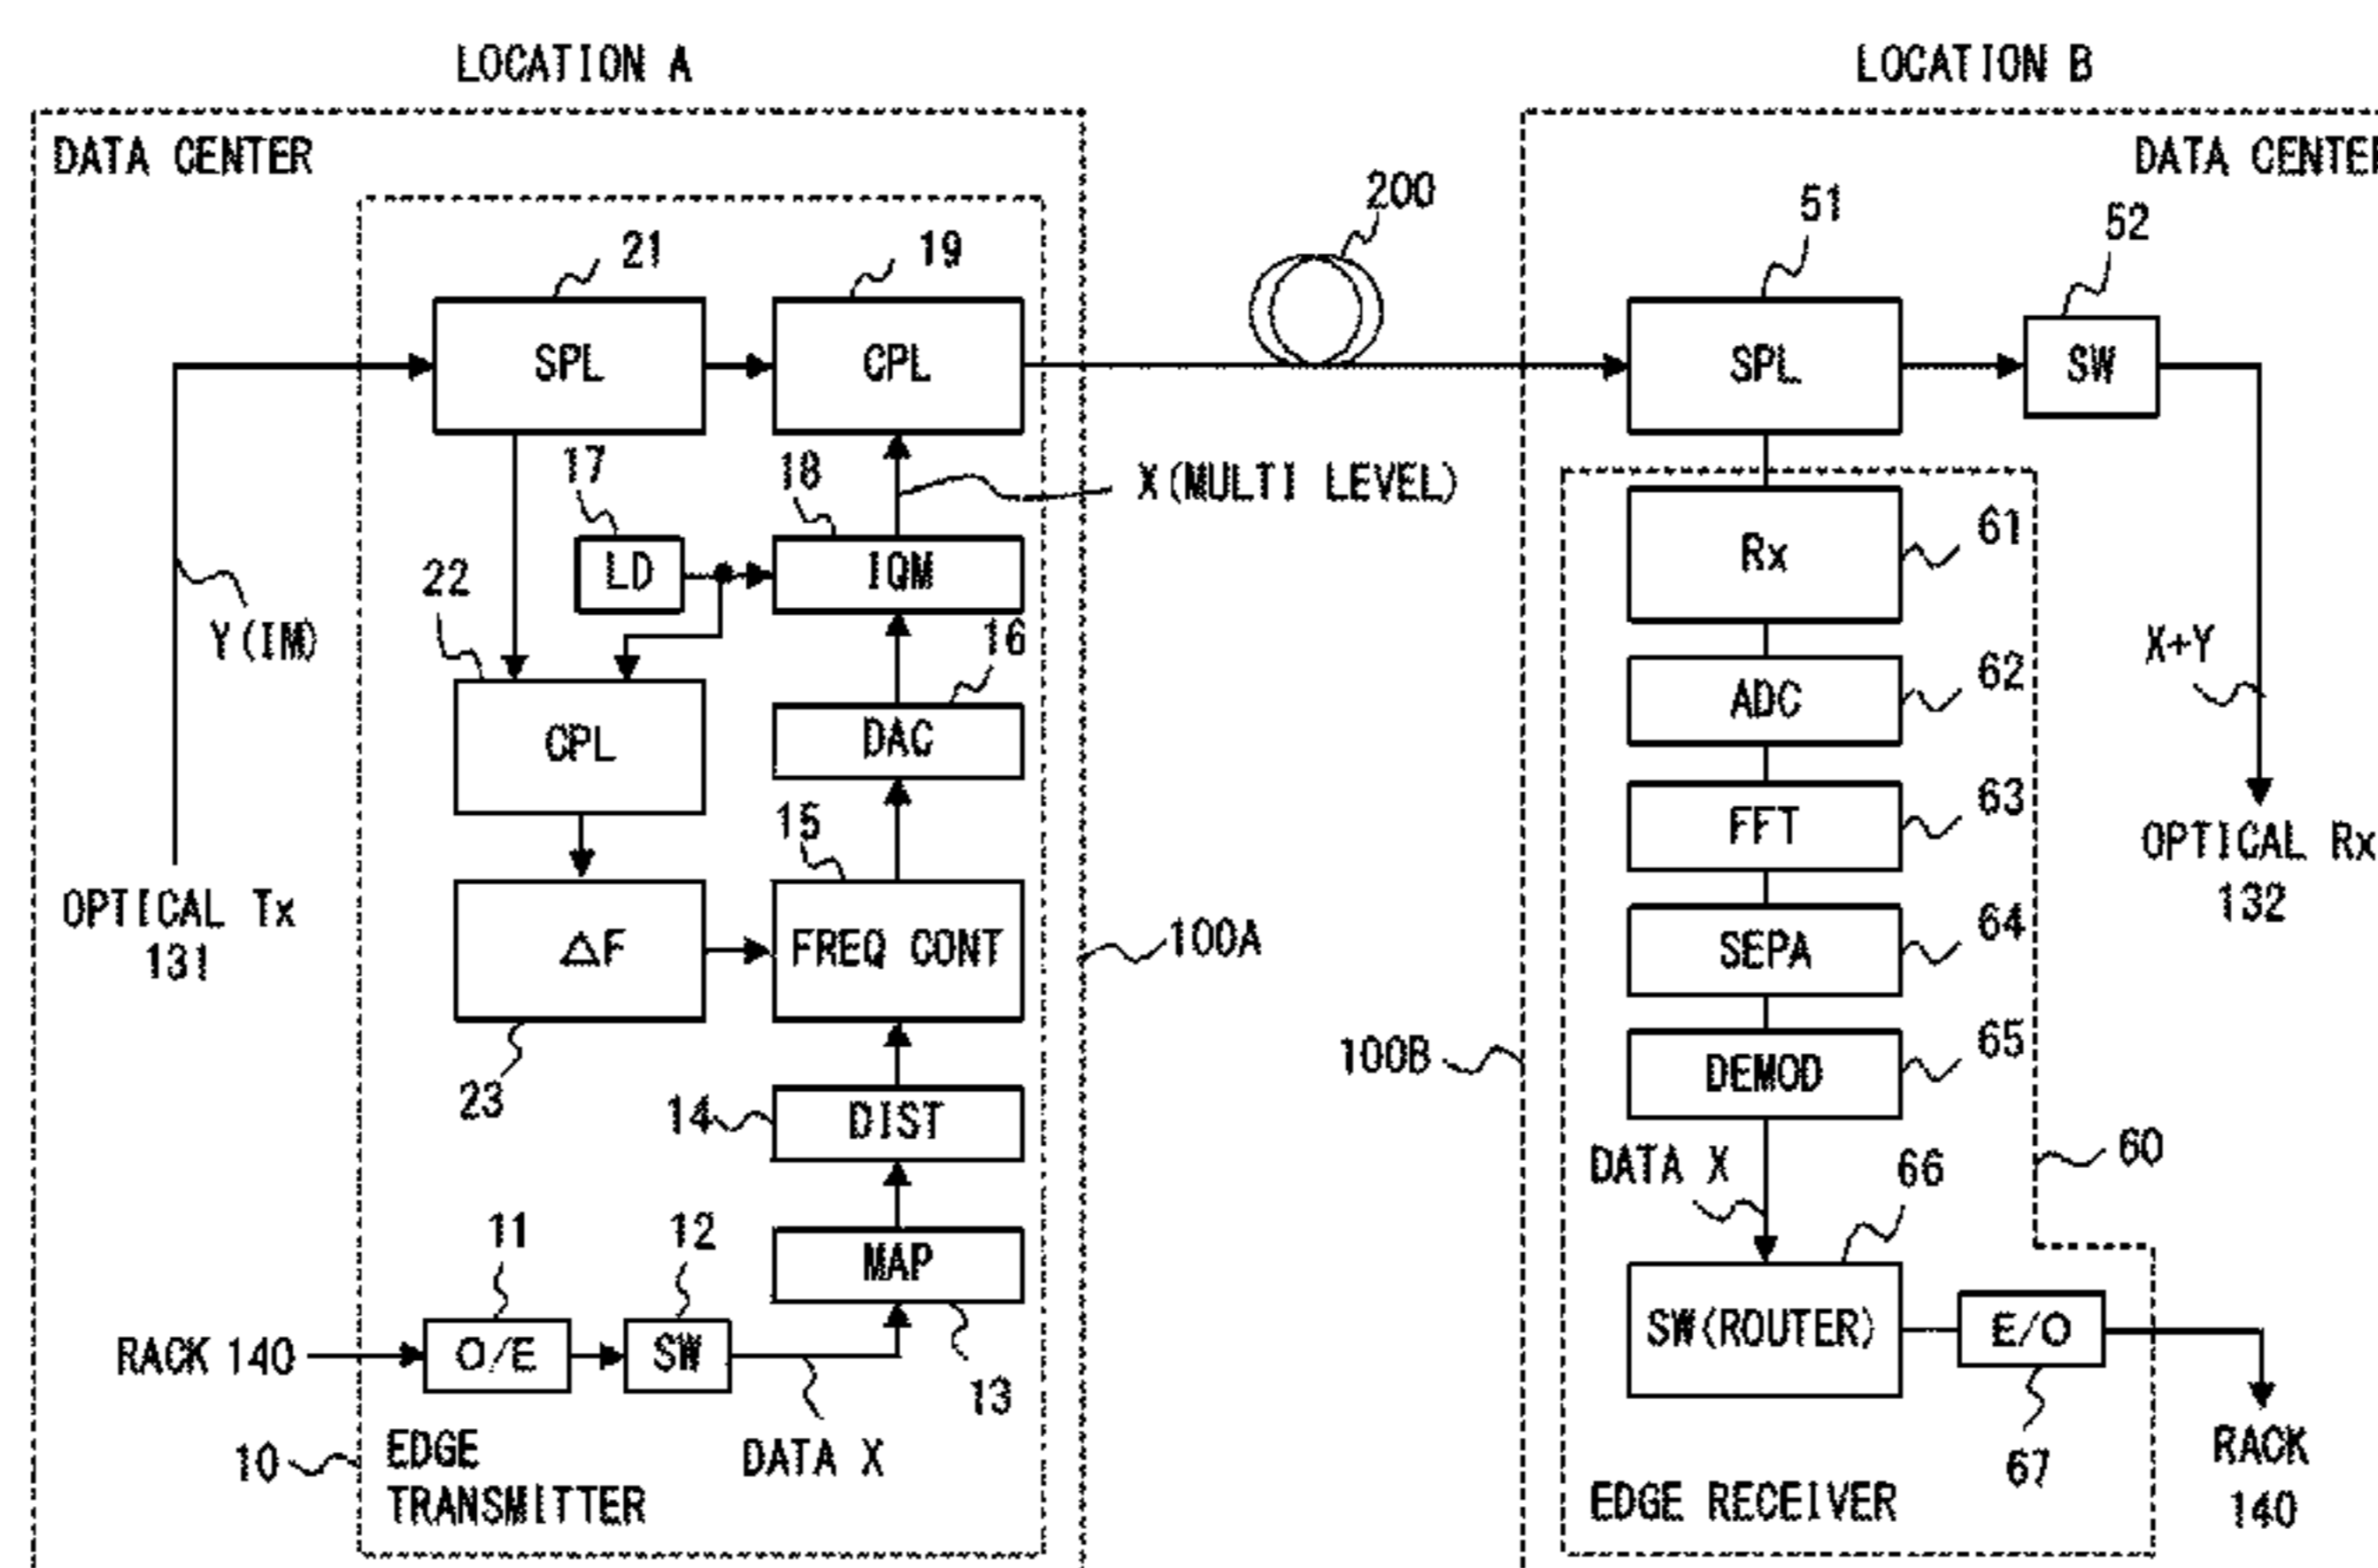 LOCATION A
LOCATION B
DATA CENTER
DATA CENTER
200
21
19
51
52
SPL
CPL
SPL
SW
17
18
X(MULTI LEVEL)
LD
IQM
Rx
61
22
Y(IM)
16
X+Y
CPL
DAC
ADC
62
15
FFT
63
OPTICAL Tx
131
ΔF
FREQ CONT
100A
SEPA
64
OPTICAL Rx
132
23
14
DIST
100B
DEMOD
65
DATA X
66
60
11
12
MAP
RACK 140
O/E
SW
13
SW(ROUTER)
E/O
10
EDGE
TRANSMITTER
DATA X
67
RACK
140
EDGE RECEIVER